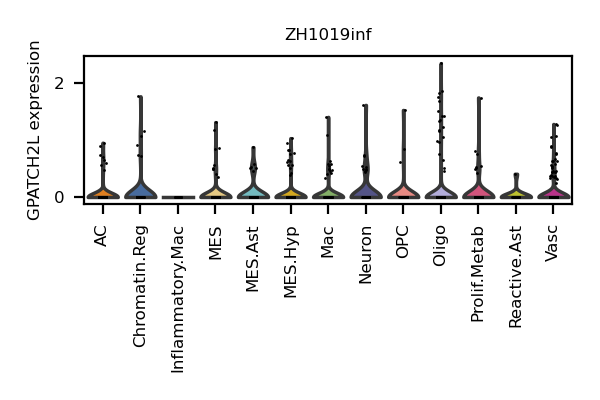 ZH1019inf
GPATCH2L expression
2
0
AC
Chromatin.Reg
Inflammatory.Mac
MES
MES.Ast
MES.Hyp
Mac
Neuron
OPC
Oligo
Prolif.Metab
Reactive.Ast
Vasc